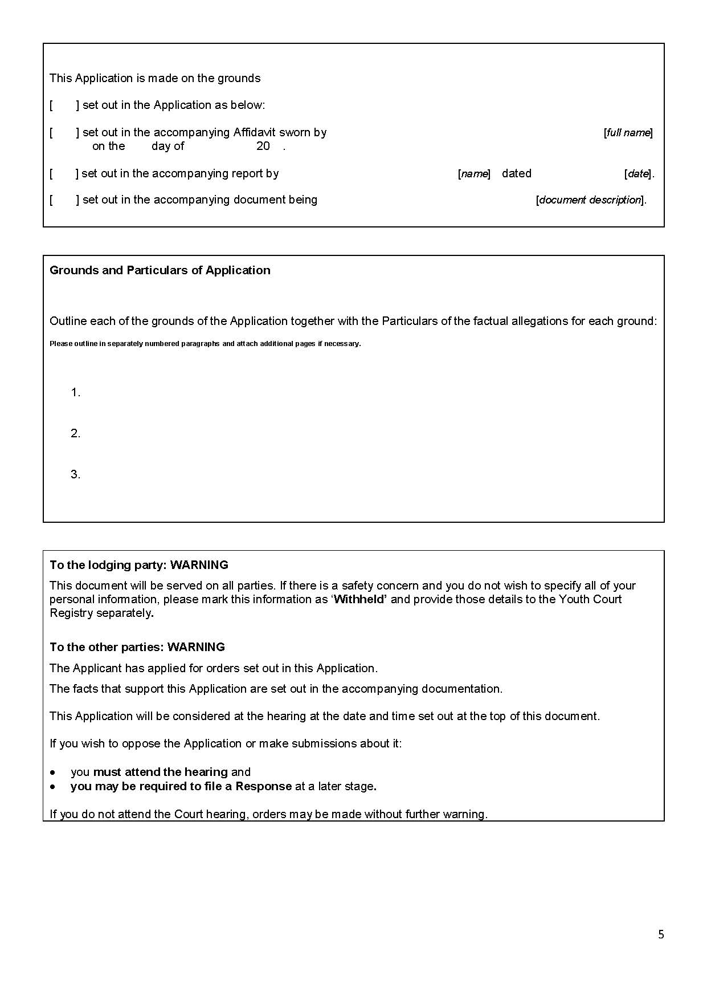 This Application is made on the grounds
[ ] set out in the Application as below:
[ ] set out in the accompanying Affidavit sworn by [full name]
on the day of 20 .
[ ] set out in the accompanying report by [name] dated [date].
[ ] set out in the accompanying document being [document description].
Grounds and Particulars of Application
Outline each of the grounds of the Application together with the Particulars of the factual allegations for each ground:
Please outline in separately numbered paragraphs and attach additional pages if necessary.
1.
2.
3.
To the lodging party: WARNING
This document will be served on all parties. If there is a safety concern and you do not wish to specify all of your
personal information, please mark this information as ‘Withheld’ and provide those details to the Youth Court
Registry separately.
To the other parties: WARNING
The Applicant has applied for orders set out in this Application.
The facts that support this Application are set out in the accompanying documentation.
This Application will be considered at the hearing at the date and time set out at the top of this document.
If you wish to oppose the Application or make submissions about it:
• you must attend the hearing and
• you may be required to file a Response at a later stage.
If you do not attend the Court hearing, orders may be made without further warning.
5